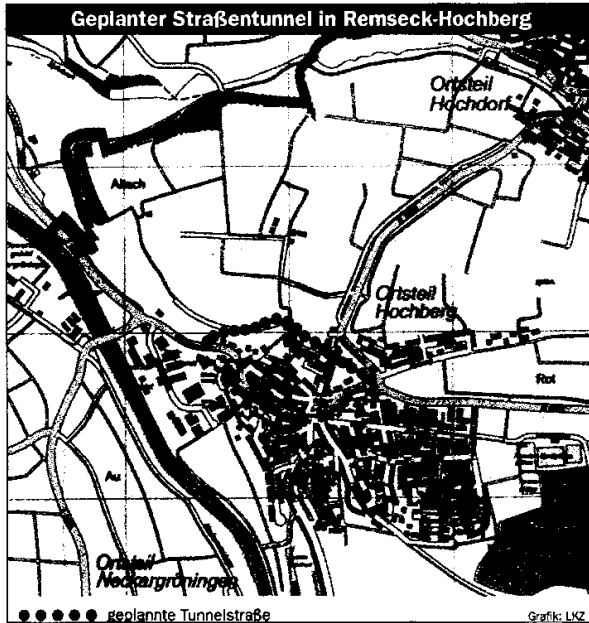 Geplanter Straßentunnel in Remseck-Hochberg
Ortsteil
Hochdorf
Altach
Ortsteil
Hochberg
Rot
Au
Ortsteil
Neckargröningen
geplannte Tunnelstraße
Grafik: LKZ